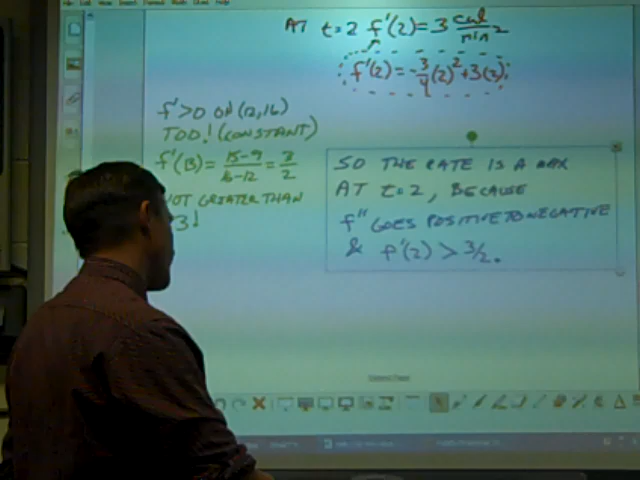 AT t=2 f'(2) = 3 cal/min²
f'(2) = -3/4(2)²+3(2);
f'>0 ON (12,16)
TOO! (CONSTANT)
f'(13) = 15-9/16-12 = 3/2
NOT GREATER THAN
3!
SO THE RATE IS A MAX
AT t=2, BECAUSE
f'' GOES POSITIVE TO NEGATIVE
& f'(2) > 3/2.